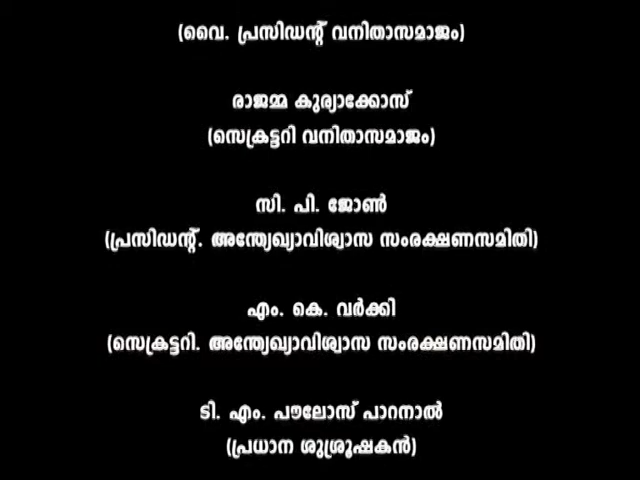 (വൈ. പ്രസിഡന്റ് വനിതാസമാജം)
രാജമ്മ കുര്യാക്കോസ്
(സെക്രട്ടറി വനിതാസമാജം)
സി. പി. ജോൺ
(പ്രസിഡന്റ്. അന്ത്യേഖ്യാവിശ്വാസ സംരക്ഷണസമിതി)
എം. കെ. വർക്കി
(സെക്രട്ടറി. അന്ത്യേഖ്യാവിശ്വാസ സംരക്ഷണസമിതി)
ടി. എം. പൗലോസ് പാറനാൽ
(പ്രധാന ശുശ്രൂഷകൻ)